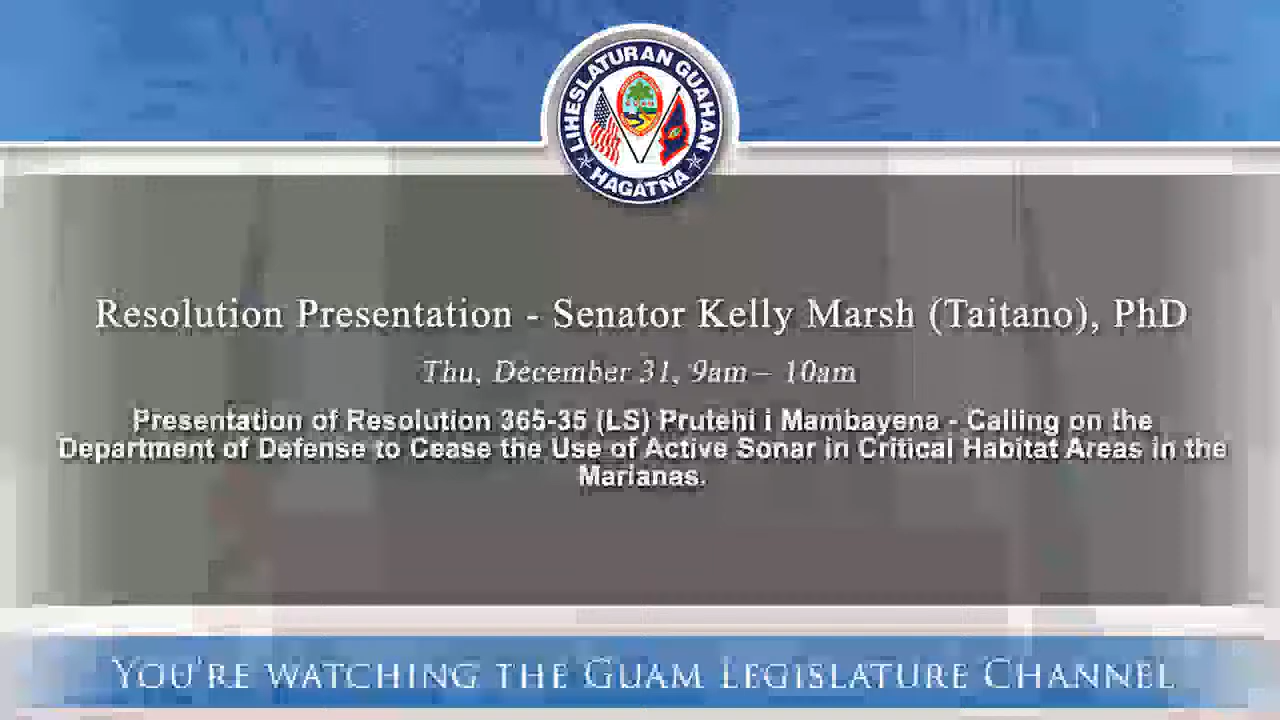 LIHESLATURAN GUAHAN
HAGATNA
Resolution Presentation - Senator Kelly Marsh (Taitano), PhD
Thu, December 31, 9am – 10am
Presentation of Resolution 365-35 (LS) Prutehi i Mambayena - Calling on the
Department of Defense to Cease the Use of Active Sonar in Critical Habitat Areas in the
Marianas.
YOU'RE WATCHING THE GUAM LEGISLATURE CHANNEL